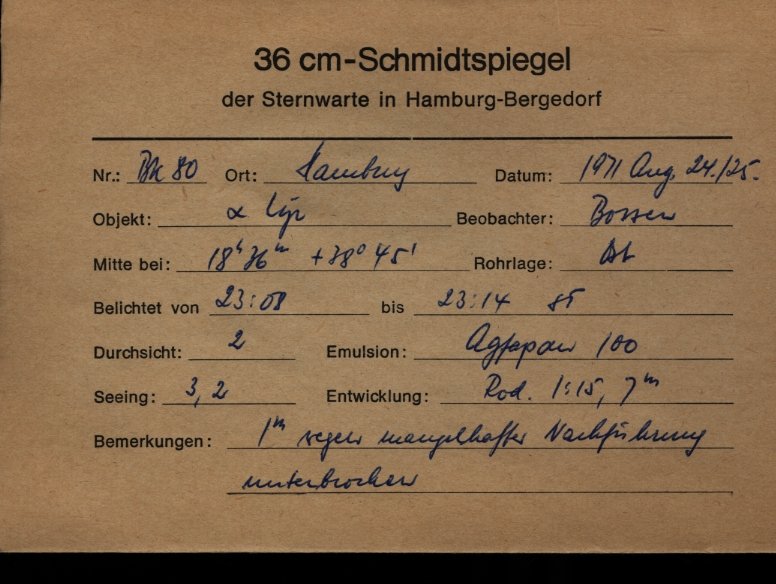 36 cm-Schmidtspiegel
der Sternwarte in Hamburg-Bergedorf
Nr.: BK 80 Ort: Hamburg Datum: 1971 Aug. 24./25.
Objekt: α Lyr Beobachter: Bossen
Mitte bei: 18ʰ36ᵐ +38° 45' Rohrlage: Ost
Belichtet von 23:08 bis 23:14 ST
Durchsicht: 2 Emulsion: Agfapan 100
Seeing: 3,2 Entwicklung: Rod. 1:15, 7ᵐ
Bemerkungen: 1ᵐ wegen mangelhafter Nachführung
unterbrochen